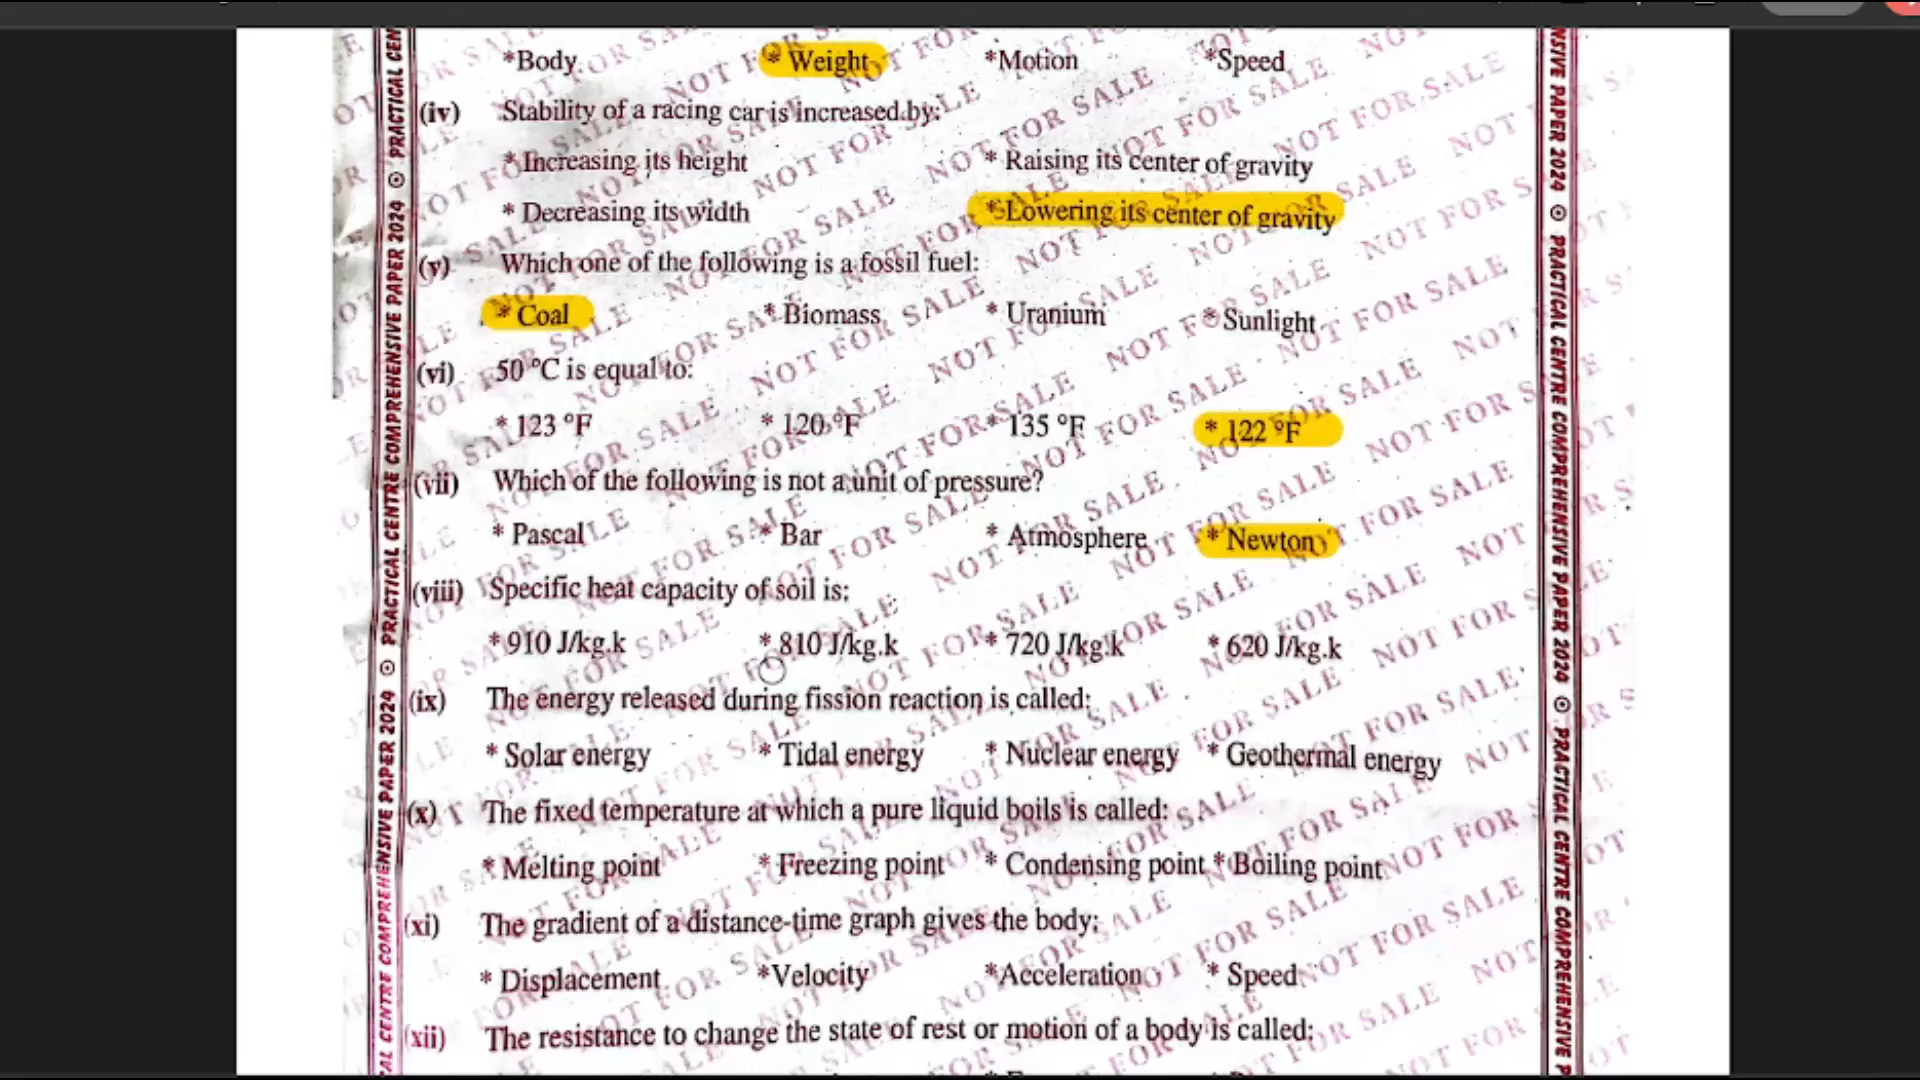 *Body * Weight *Motion *Speed
(iv) Stability of a racing car is increased by:
* Increasing its height * Raising its center of gravity
* Decreasing its width * Lowering its center of gravity
(v) Which one of the following is a fossil fuel:
* Coal * Biomass * Uranium * Sunlight
(vi) 50 °C is equal to:
* 123 °F * 120 °F * 135 °F * 122 °F
(vii) Which of the following is not a unit of pressure?
* Pascal * Bar * Atmosphere * Newton
(viii) Specific heat capacity of soil is:
* 910 J/kg.k * 810 J/kg.k * 720 J/kg.k * 620 J/kg.k
(ix) The energy released during fission reaction is called:
* Solar energy * Tidal energy * Nuclear energy * Geothermal energy
(x) The fixed temperature at which a pure liquid boils is called:
* Melting point * Freezing point * Condensing point * Boiling point
(xi) The gradient of a distance-time graph gives the body:
* Displacement *Velocity *Acceleration * Speed
(xii) The resistance to change the state of rest or motion of a body is called:
PRACTICAL CENTRE COMPREHENSIVE PAPER 2024
PRACTICAL CENTRE COMPREHENSIVE PAPER 2024
NOT FOR SALE